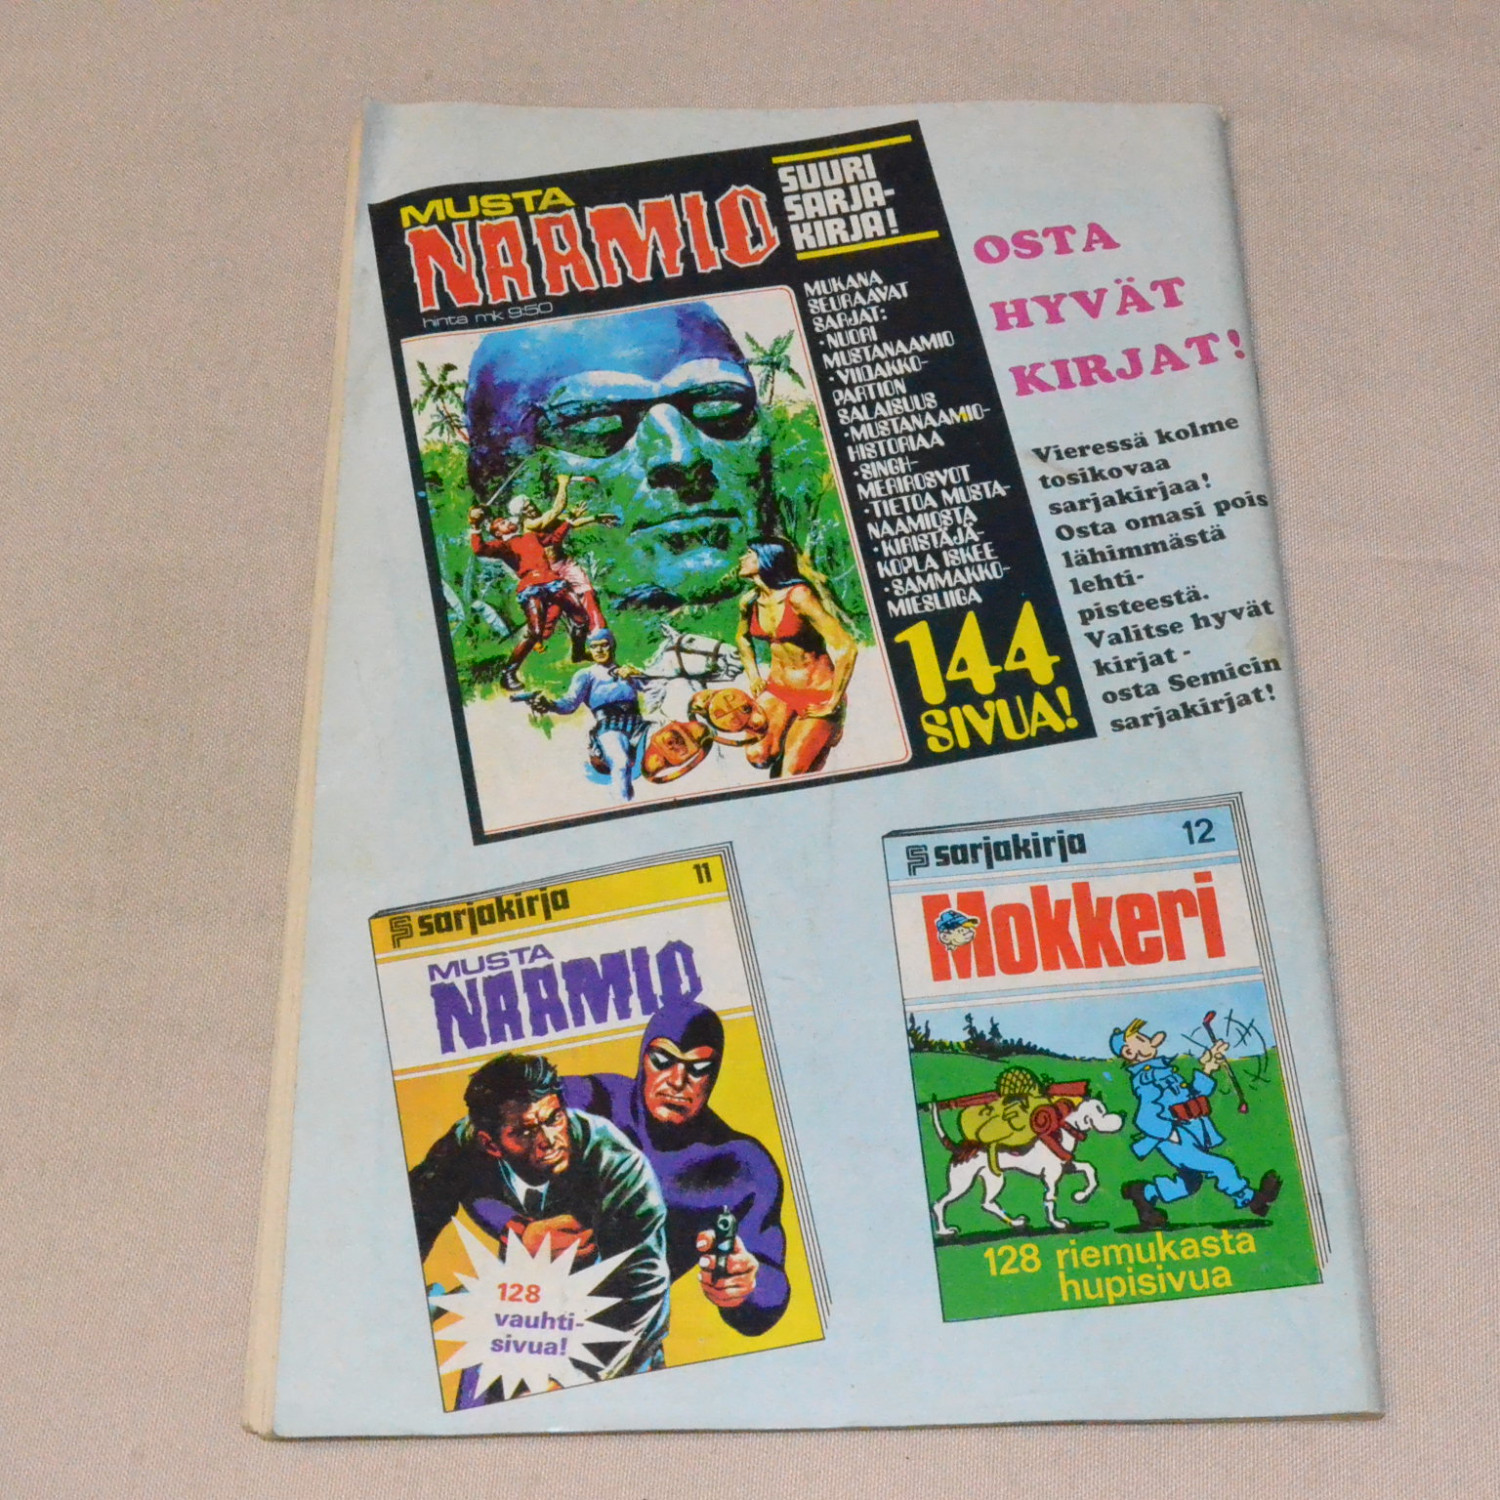 MUSTA
NAAMIO
hinta mk 9:50
SUURI
SARJA-
KIRJA!
MUKANA
SEURAAVAT
SARJAT:
·NUORI
MUSTANAAMIO
·VIIDAKKO-
PARTION
SALAISUUS
·MUSTANAAMIO-
HISTORIAA
·SINGH-
MERIROSVOT
·TIETOA MUSTA-
NAAMIOSTA
·KIRISTÄJÄ-
KOPLA ISKEE
·SAMMAKKO-
MIESLIIGA
144
SIVUA!
OSTA
HYVÄT
KIRJAT!
Vieressä kolme
tosikovaa
sarjakirjaa!
Osta omasi pois
lähimmästä
lehti-
pisteestä.
Valitse hyvät
kirjat -
osta Semicin
sarjakirjat!
sarjakirja 11
MUSTA
NAAMIO
128
vauhti-
sivua!
sarjakirja 12
Mokkeri
128 riemukasta
hupisivua